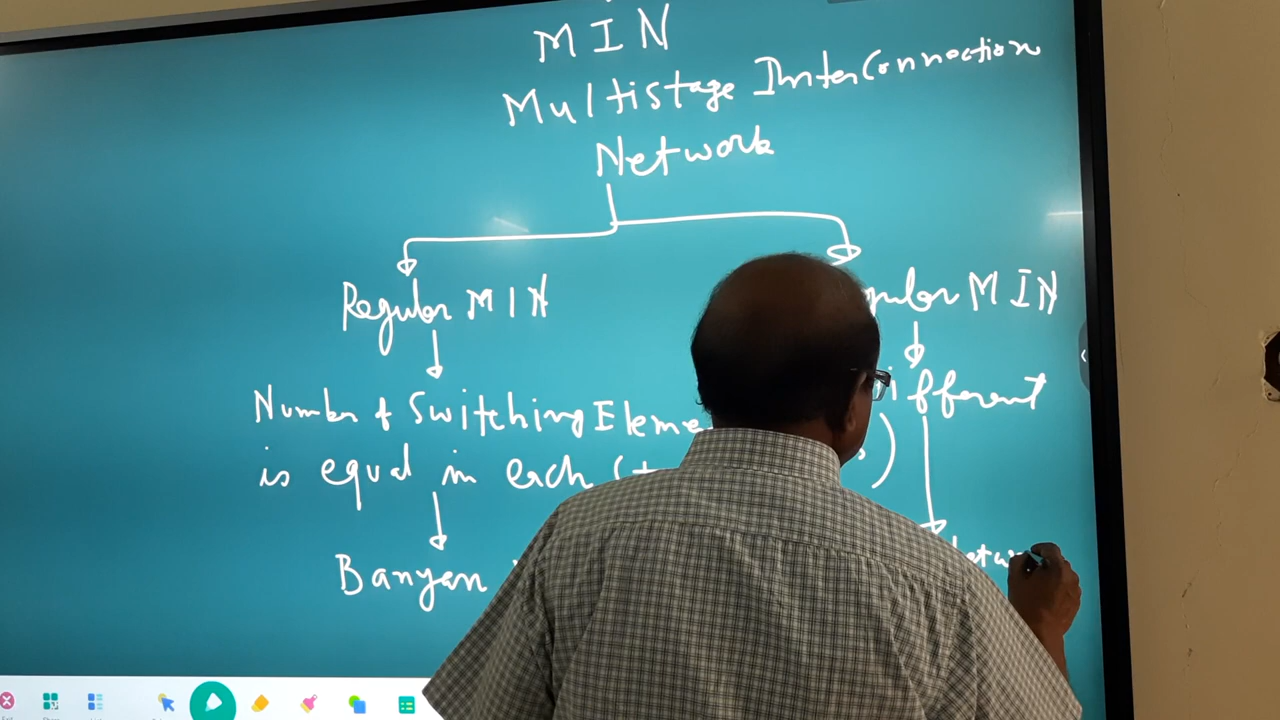 MIN
Multistage InterConnection
Network
Regular MIN
gular MIN
Number of Switching Eleme
ifferent
is equal in each (
s)
Banyan
etw